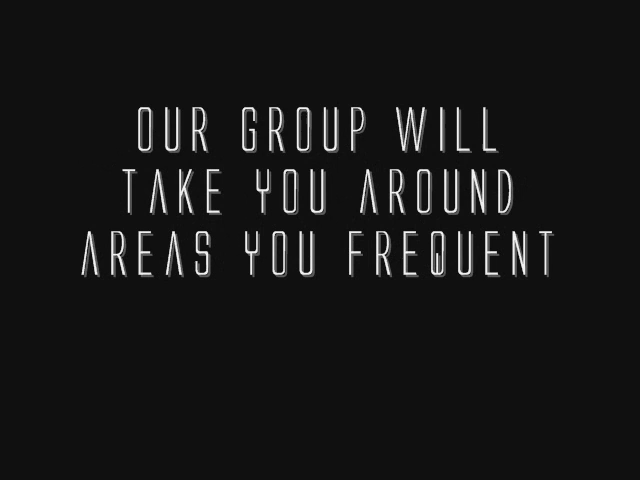 OUR GROUP WILL
TAKE YOU AROUND
AREAS YOU FREQUENT